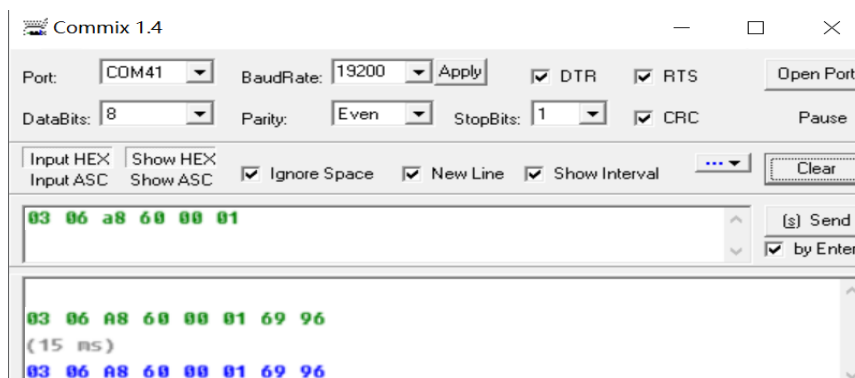 Commix 1.4
Port: COM41 BaudRate: 19200 Apply DTR RTS Open Port
DataBits: 8 Parity: Even StopBits: 1 CRC Pause
Input HEX Show HEX
Input ASC Show ASC
Ignore Space New Line Show Interval ... Clear
03 06 a8 60 00 01
(s) Send
by Enter
03 06 A8 60 00 01 69 96
(15 ms)
03 06 A8 60 00 01 69 96